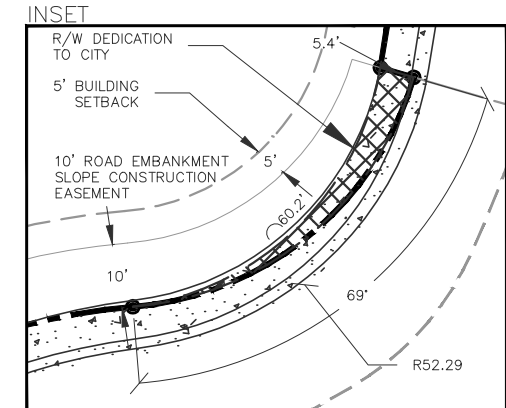 INSET
R/W DEDICATION
TO CITY
5.4'
5' BUILDING
SETBACK
10' ROAD EMBANKMENT
SLOPE CONSTRUCTION
EASEMENT
5'
60.2'
10'
69'
R52.29